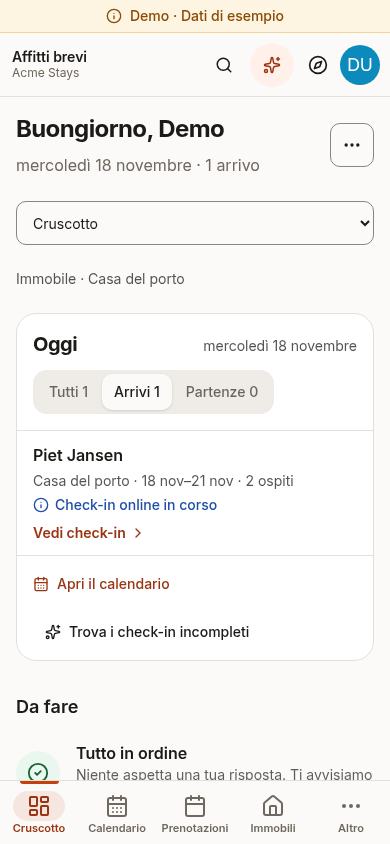 Demo · Dati di esempio
Affitti brevi
Acme Stays
DU
Buongiorno, Demo
mercoledì 18 novembre · 1 arrivo
Cruscotto
Immobile · Casa del porto
Oggi
mercoledì 18 novembre
Tutti 1
Arrivi 1
Partenze 0
Piet Jansen
Casa del porto · 18 nov–21 nov · 2 ospiti
Check-in online in corso
Vedi check-in
Apri il calendario
Trova i check-in incompleti
Da fare
Tutto in ordine
Niente aspetta una tua risposta. Ti avvisiamo
Cruscotto
Calendario
Prenotazioni
Immobili
Altro